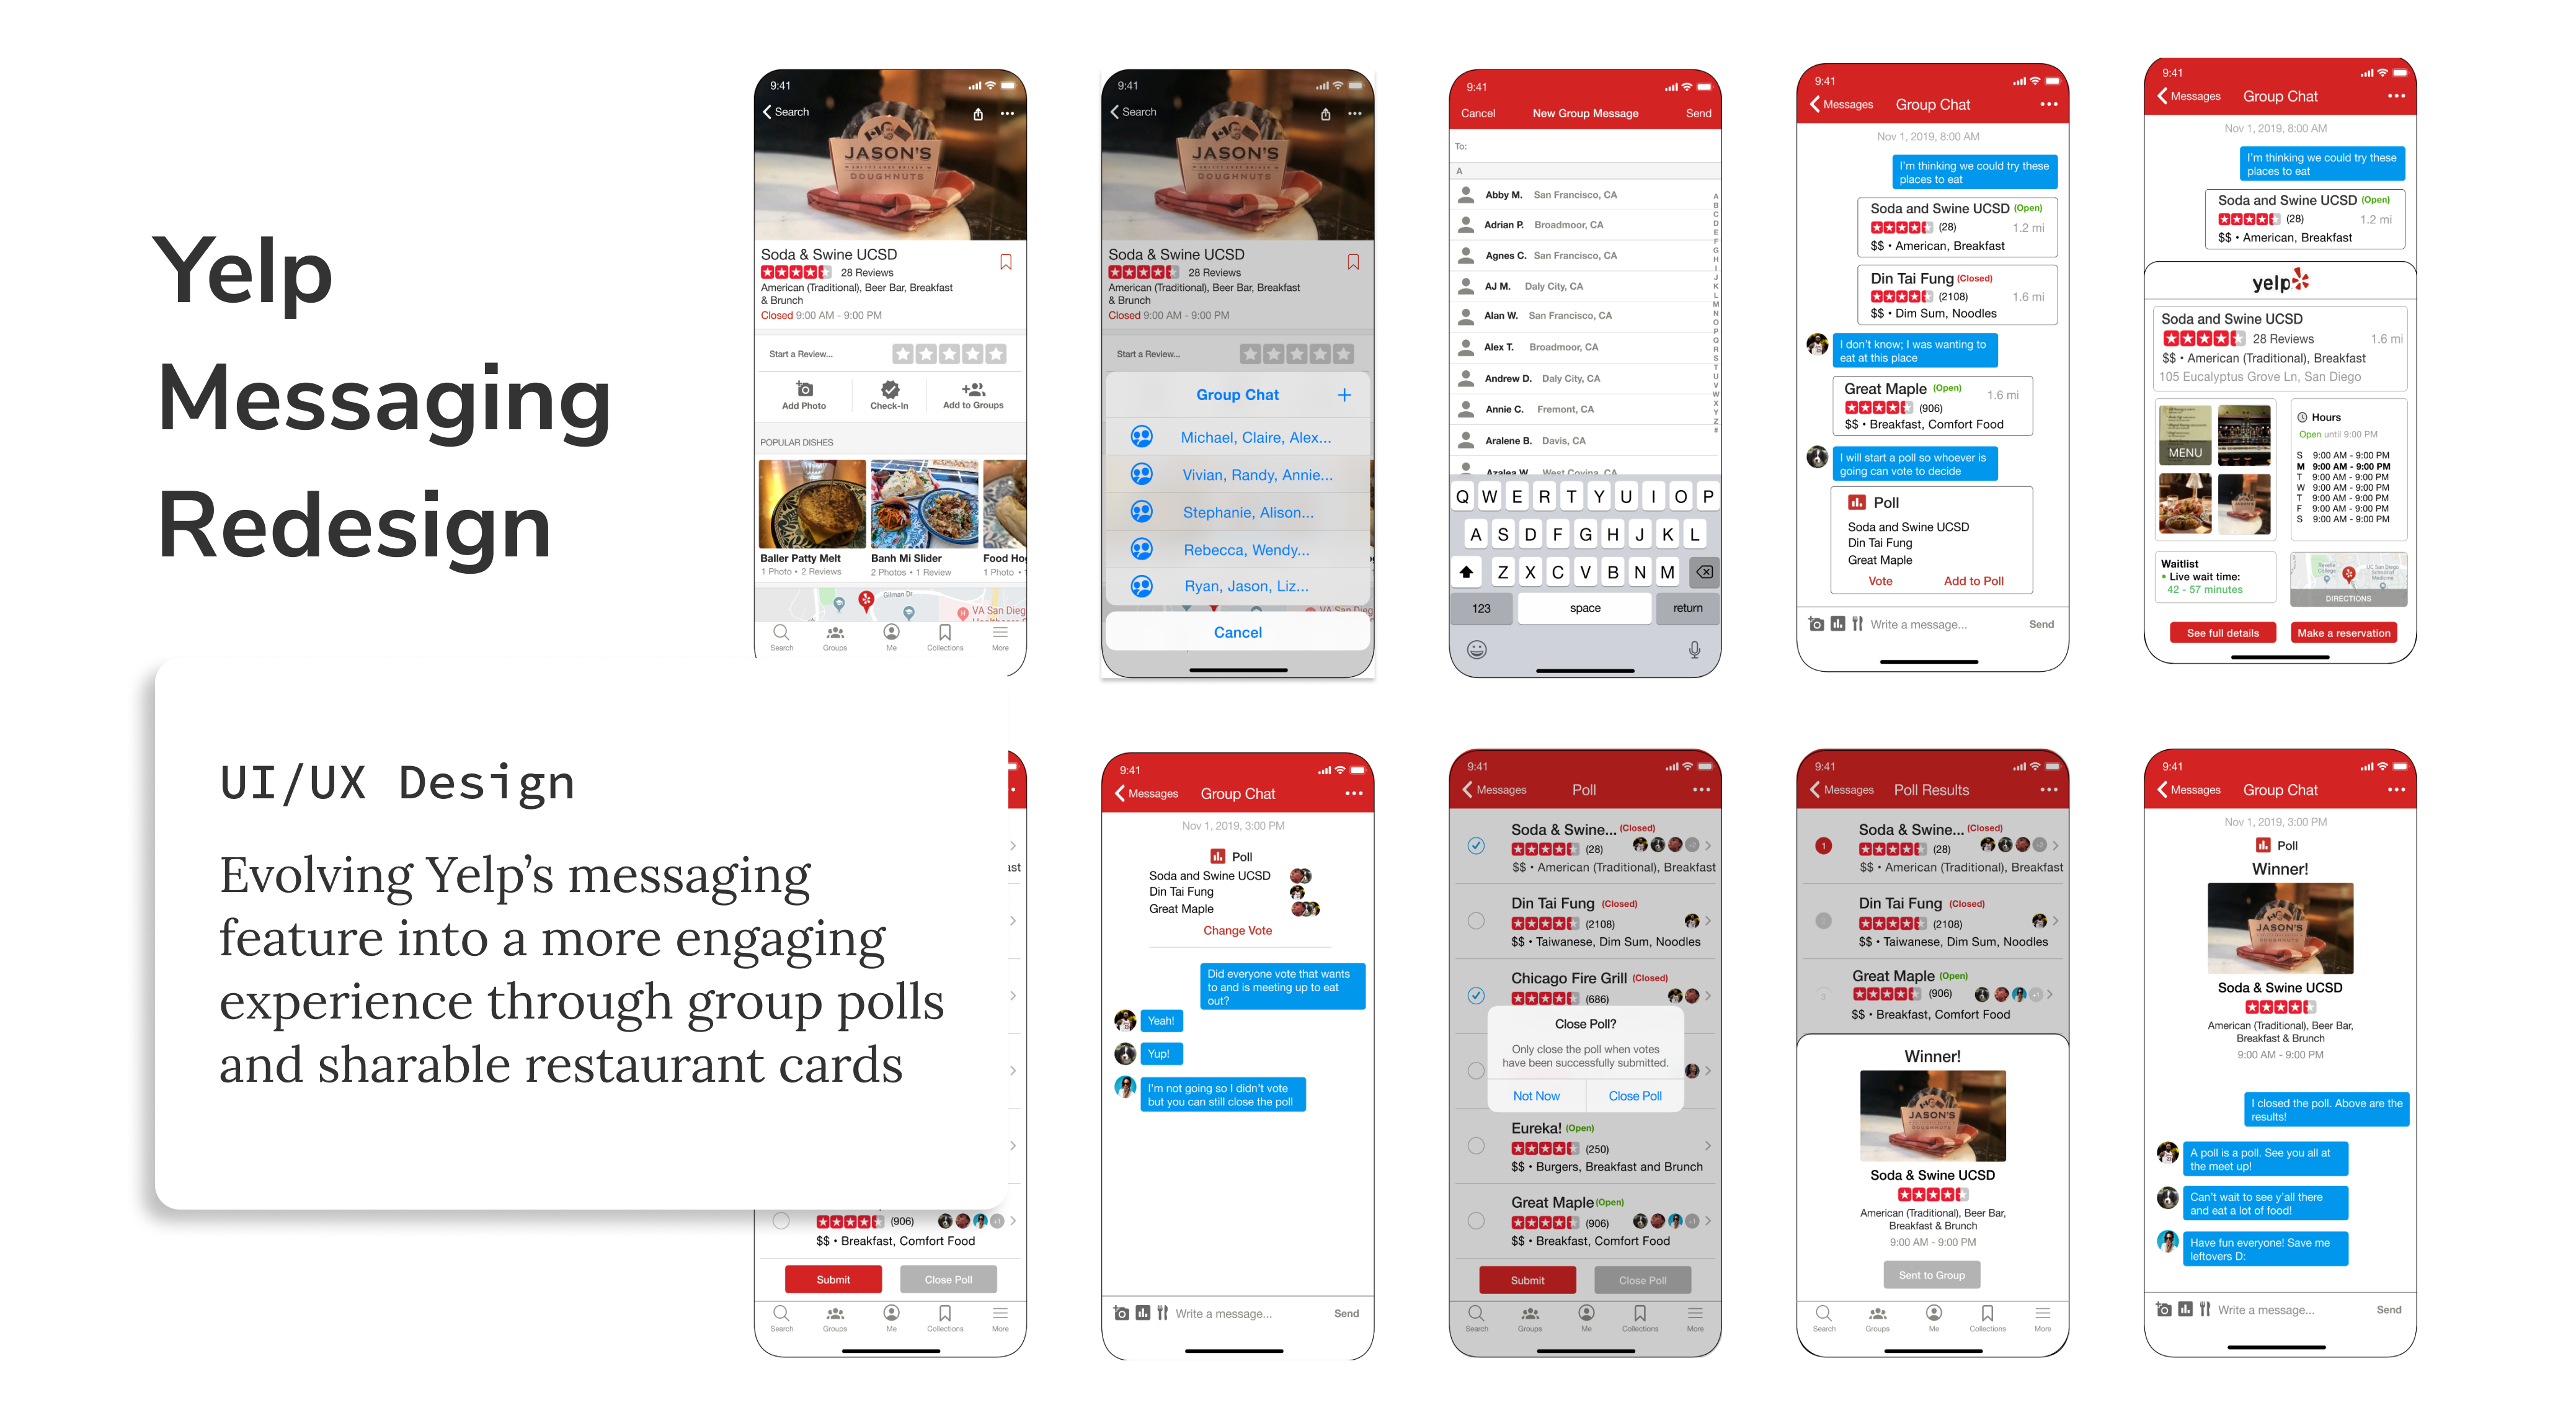 Yelp
Messaging
Redesign
UI/UX Design
Evolving Yelp’s messaging
feature into a more engaging
experience through group polls
and sharable restaurant cards
9:41
Search
JASON'S
DOUGHNUTS
Soda & Swine UCSD
28 Reviews
American (Traditional), Beer Bar, Breakfast
& Brunch
Closed 9:00 AM - 9:00 PM
Start a Review...
Add Photo
Check-In
Add to Groups
POPULAR DISHES
Baller Patty Melt
Banh Mi Slider
Food Ho
1 Photo • 2 Reviews
2 Photos • 1 Review
1 Photo •
Gilman Dr
VA San Dieg
Search
Groups
Me
Collections
More
9:41
Search
JASON'S
DOUGHNUTS
Soda & Swine UCSD
28 Reviews
American (Traditional), Beer Bar, Breakfast
& Brunch
Closed 9:00 AM - 9:00 PM
Start a Review...
Group Chat +
Michael, Claire, Alex...
Vivian, Randy, Annie...
Stephanie, Alison...
Rebecca, Wendy...
Ryan, Jason, Liz...
Cancel
9:41
Cancel New Group Message Send
To:
A
Abby M. San Francisco, CA
Adrian P. Broadmoor, CA
Agnes C. San Francisco, CA
AJ M. Daly City, CA
Alan W. San Francisco, CA
Alex T. Broadmoor, CA
Andrew D. Daly City, CA
Annie C. Fremont, CA
Aralene B. Davis, CA
Azalea W. West Covina, CA
A
B
C
D
E
F
G
H
I
J
K
L
M
N
O
P
Q
R
S
T
U
V
W
X
Y
Z
#
Q W E R T Y U I O P
A S D F G H J K L
Z X C V B N M
123 space return
9:41
Messages Group Chat
Nov 1, 2019, 8:00 AM
I'm thinking we could try these
places to eat
Soda and Swine UCSD (Open)
(28) 1.2 mi
$$ • American, Breakfast
Din Tai Fung (Closed)
(2108) 1.6 mi
$$ • Dim Sum, Noodles
I don't know; I was wanting to
eat at this place
Great Maple (Open)
(906) 1.6 mi
$$ • Breakfast, Comfort Food
I will start a poll so whoever is
going can vote to decide
Poll
Soda and Swine UCSD
Din Tai Fung
Great Maple
Vote Add to Poll
Write a message... Send
9:41
Messages Group Chat
Nov 1, 2019, 8:00 AM
I'm thinking we could try these
places to eat
Soda and Swine UCSD (Open)
(28) 1.2 mi
$$ • American, Breakfast
yelp
Soda and Swine UCSD
28 Reviews 1.6 mi
$$ • American (Traditional), Breakfast
105 Eucalyptus Grove Ln, San Diego
MENU
Hours
Open until 9:00 PM
S 9:00 AM - 9:00 PM
M 9:00 AM - 9:00 PM
T 9:00 AM - 9:00 PM
W 9:00 AM - 9:00 PM
T 9:00 AM - 9:00 PM
F 9:00 AM - 9:00 PM
S 9:00 AM - 9:00 PM
Waitlist
• Live wait time:
42 - 57 minutes
DIRECTIONS
See full details
Make a reservation
ast
(906)
$$ • Breakfast, Comfort Food
Submit
Close Poll
Search
Groups
Me
Collections
More
9:41
Messages Group Chat
Nov 1, 2019, 3:00 PM
Poll
Soda and Swine UCSD
Din Tai Fung
Great Maple
Change Vote
Did everyone vote that wants
to and is meeting up to eat
out?
Yeah!
Yup!
I'm not going so I didn't vote
but you can still close the poll
Write a message... Send
9:41
Messages Poll
Soda & Swine... (Closed)
(28)
$$ • American (Traditional), Breakfast
Din Tai Fung (Closed)
(2108)
$$ • Taiwanese, Dim Sum, Noodles
Chicago Fire Grill (Closed)
(686)
Close Poll?
Only close the poll when votes
have been successfully submitted.
Not Now
Close Poll
Eureka! (Open)
(250)
$$ • Burgers, Breakfast and Brunch
Great Maple (Open)
(906) +1
$$ • Breakfast, Comfort Food
Submit
Close Poll
Search
Groups
Me
Collections
More
9:41
Messages Poll Results
1
Soda & Swine... (Closed)
(28)
$$ • American (Traditional), Breakfast
2
Din Tai Fung (Closed)
(2108)
$$ • Taiwanese, Dim Sum, Noodles
3
Great Maple (Open)
(906) +1
$$ • Breakfast, Comfort Food
Winner!
JASON'S
DOUGHNUTS
Soda & Swine UCSD
American (Traditional), Beer Bar,
Breakfast & Brunch
9:00 AM - 9:00 PM
Sent to Group
Search
Groups
Me
Collections
More
9:41
Messages Group Chat
Nov 1, 2019, 3:00 PM
Poll
Winner!
JASON'S
DOUGHNUTS
Soda & Swine UCSD
American (Traditional), Beer Bar,
Breakfast & Brunch
9:00 AM - 9:00 PM
I closed the poll. Above are the
results!
A poll is a poll. See you all at
the meet up!
Can't wait to see y'all there
and eat a lot of food!
Have fun everyone! Save me
leftovers D:
Write a message... Send